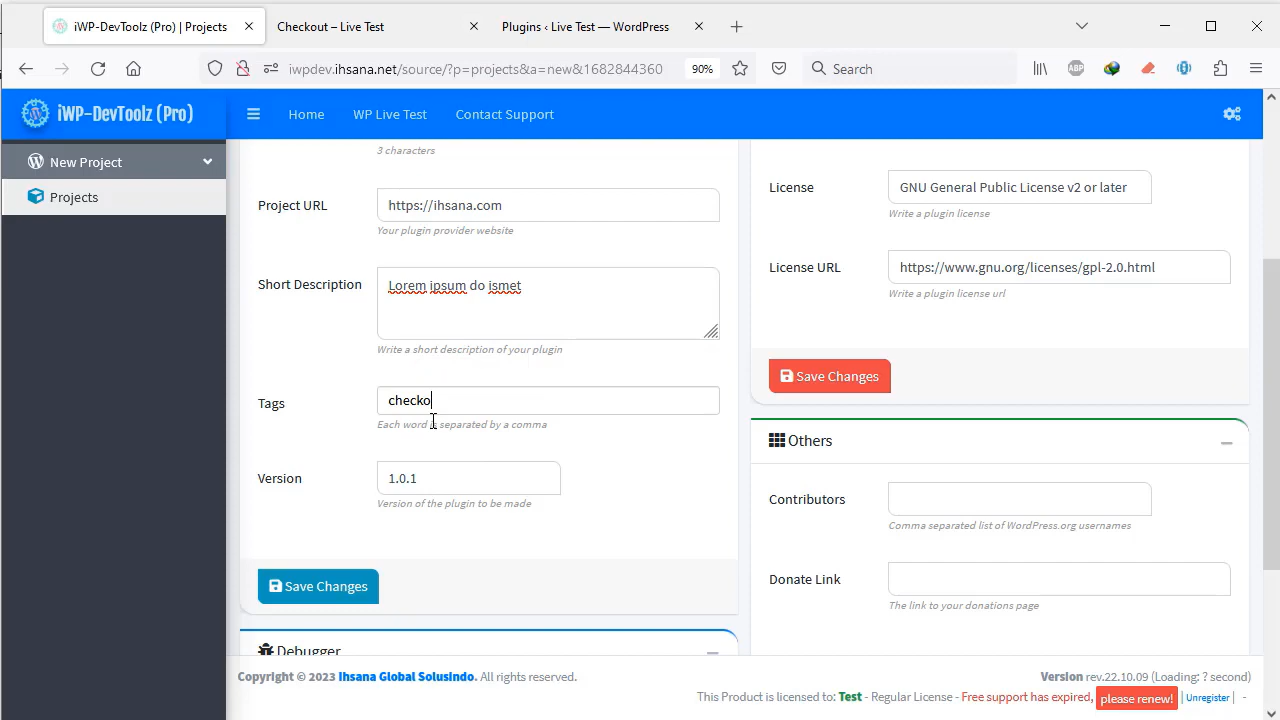 iWP-DevToolz (Pro) | Projects
Checkout – Live Test
Plugins ‹ Live Test — WordPress
iwpdev.ihsana.net/source/?p=projects&a=new&1682844360
90%
Search
ABP
iWP-DevToolz (Pro)
Home
WP Live Test
Contact Support
New Project
Projects
3 characters
Project URL
https://ihsana.com
Your plugin provider website
Short Description
Lorem ipsum do ismet
Write a short description of your plugin
Tags
checko
Each word is separated by a comma
Version
1.0.1
Version of the plugin to be made
Save Changes
Debugger
License
GNU General Public License v2 or later
Write a plugin license
License URL
https://www.gnu.org/licenses/gpl-2.0.html
Write a plugin license url
Save Changes
Others
Contributors
Comma separated list of WordPress.org usernames
Donate Link
The link to your donations page
Copyright © 2023 Ihsana Global Solusindo. All rights reserved.
Version rev.22.10.09 (Loading: ? second)
This Product is licensed to: Test - Regular License - Free support has expired, please renew! | Unregister | -